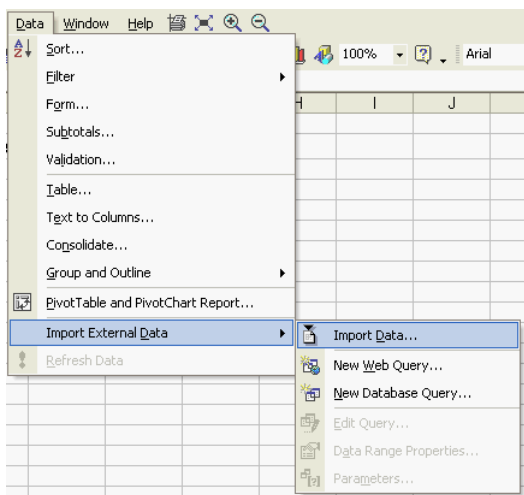 Data Window Help
Sort...
100% Arial
Filter
Form...
H I J
Subtotals...
Validation...
Table...
Text to Columns...
Consolidate...
Group and Outline
PivotTable and PivotChart Report...
Import External Data
Import Data...
Refresh Data
New Web Query...
New Database Query...
Edit Query...
Data Range Properties...
Parameters...